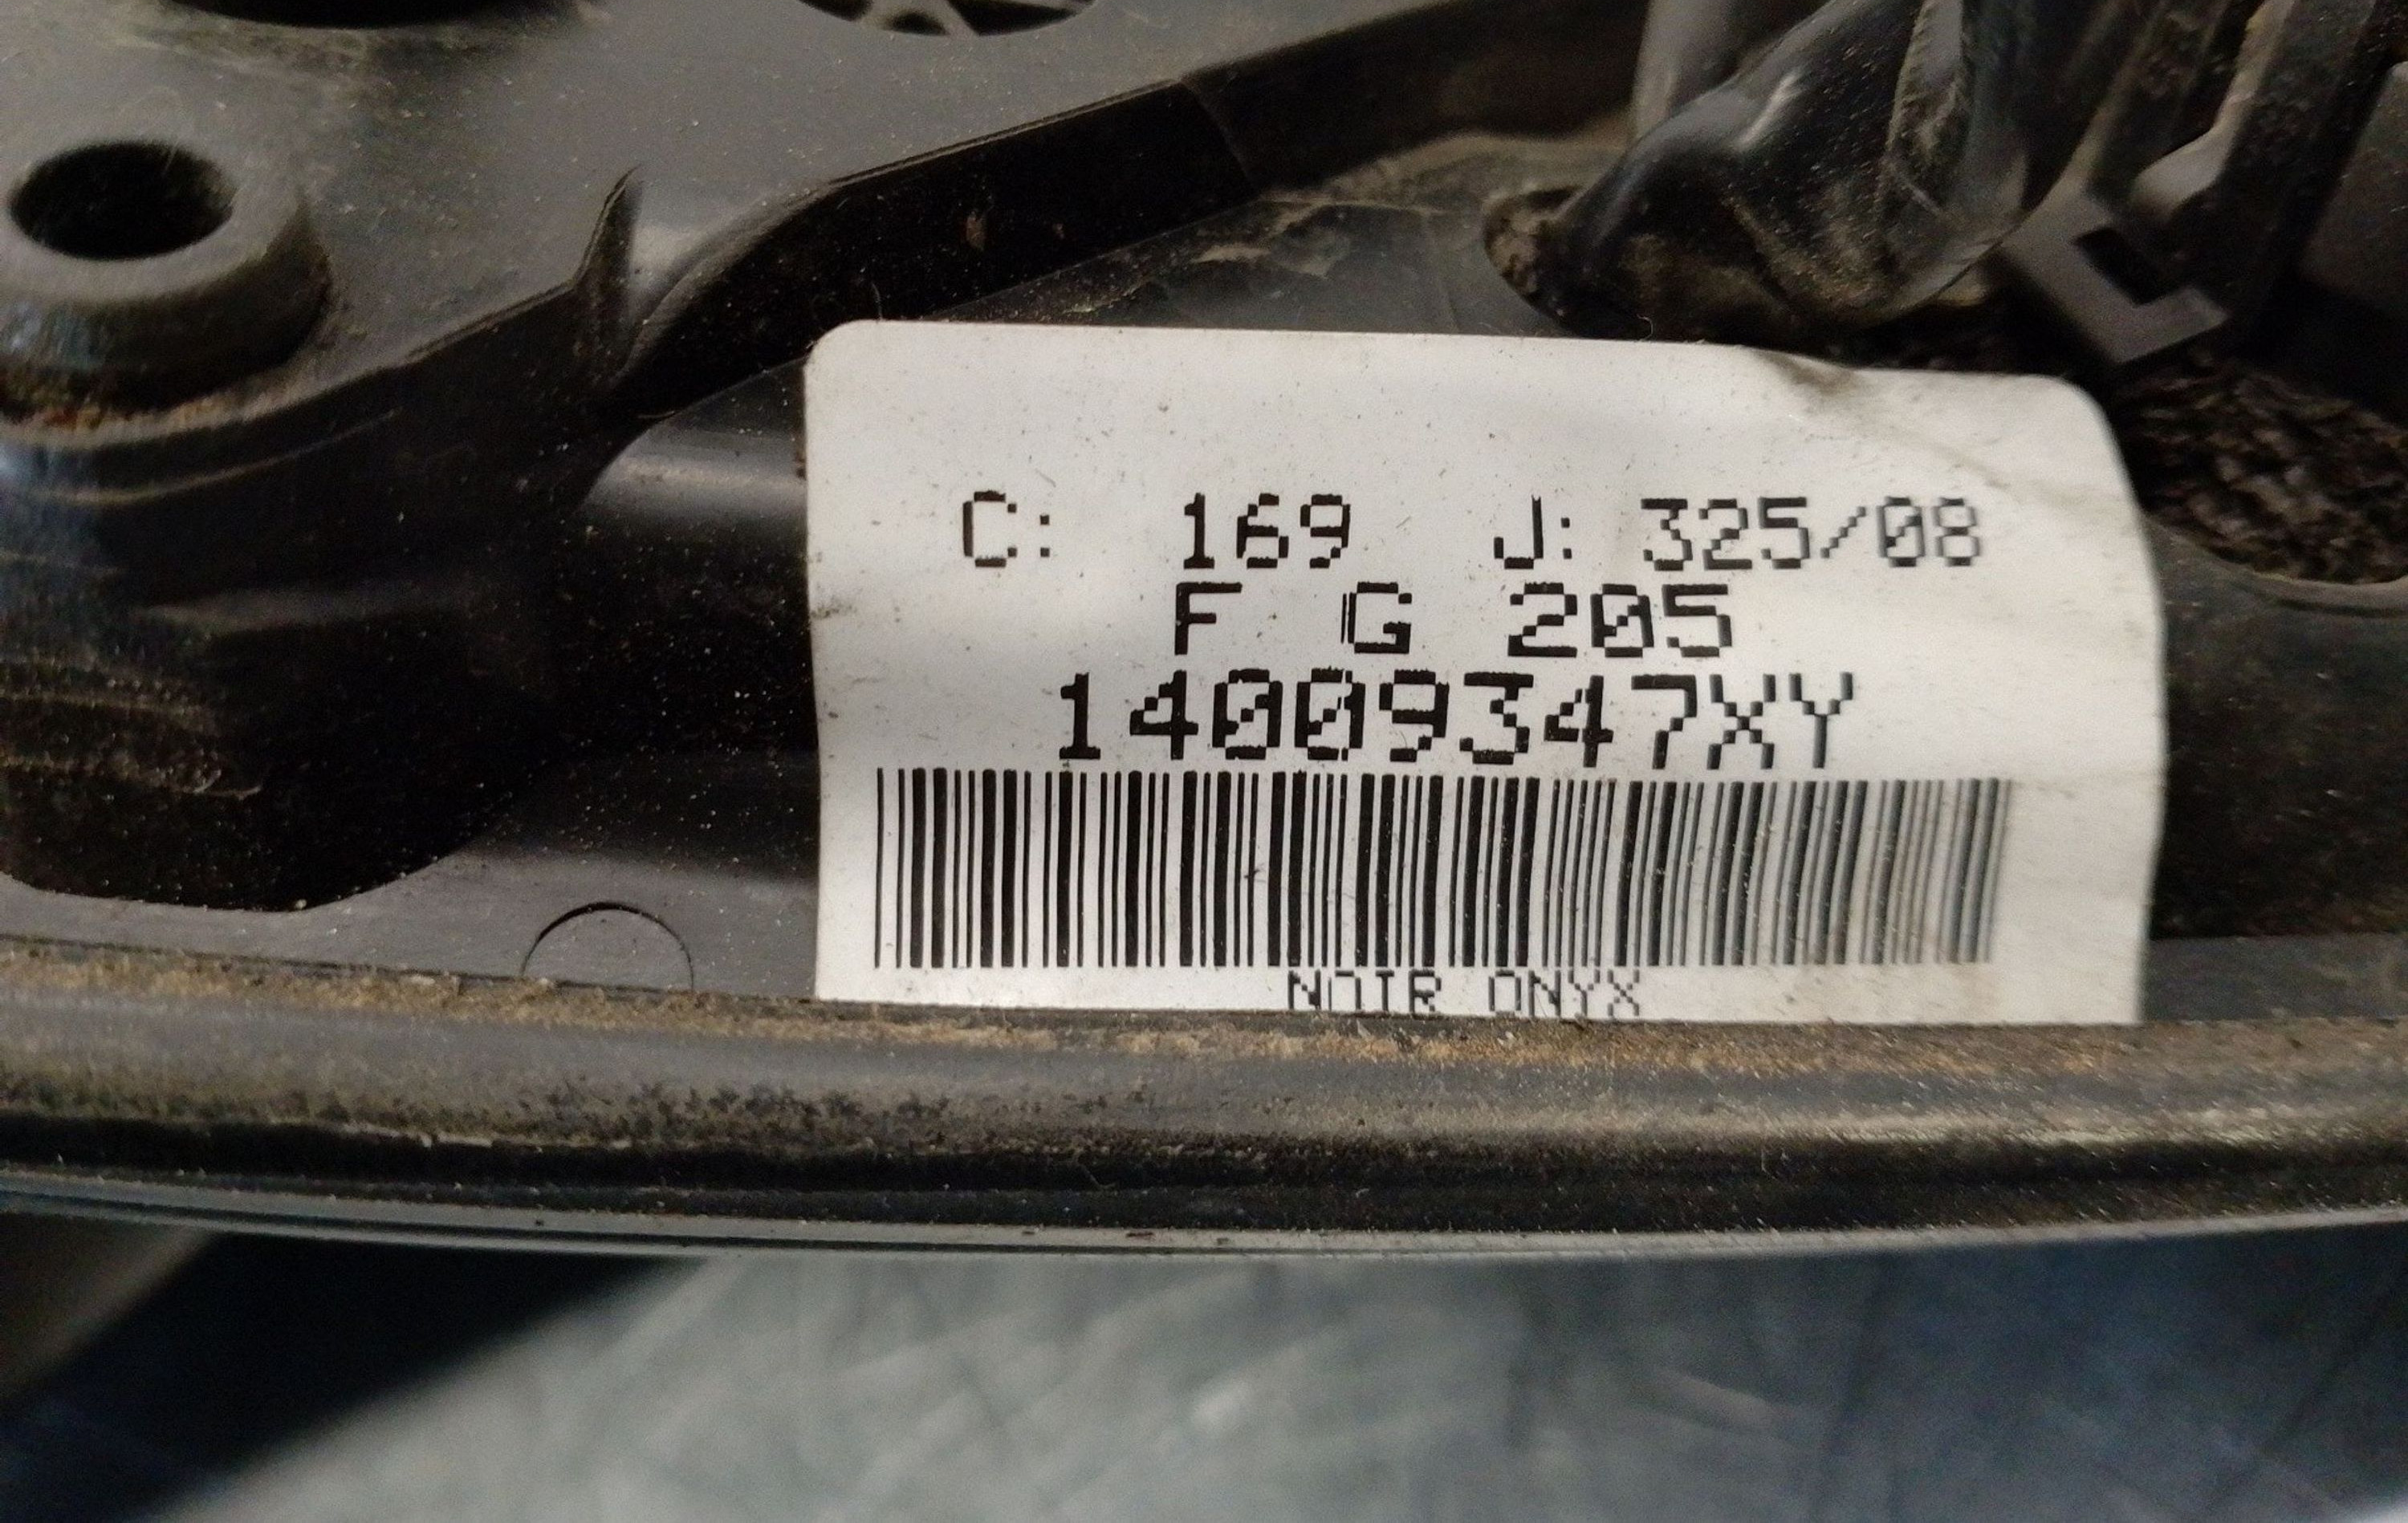 C: 169 J: 325/08
F G 205
14009347XY
NOIR ONYX